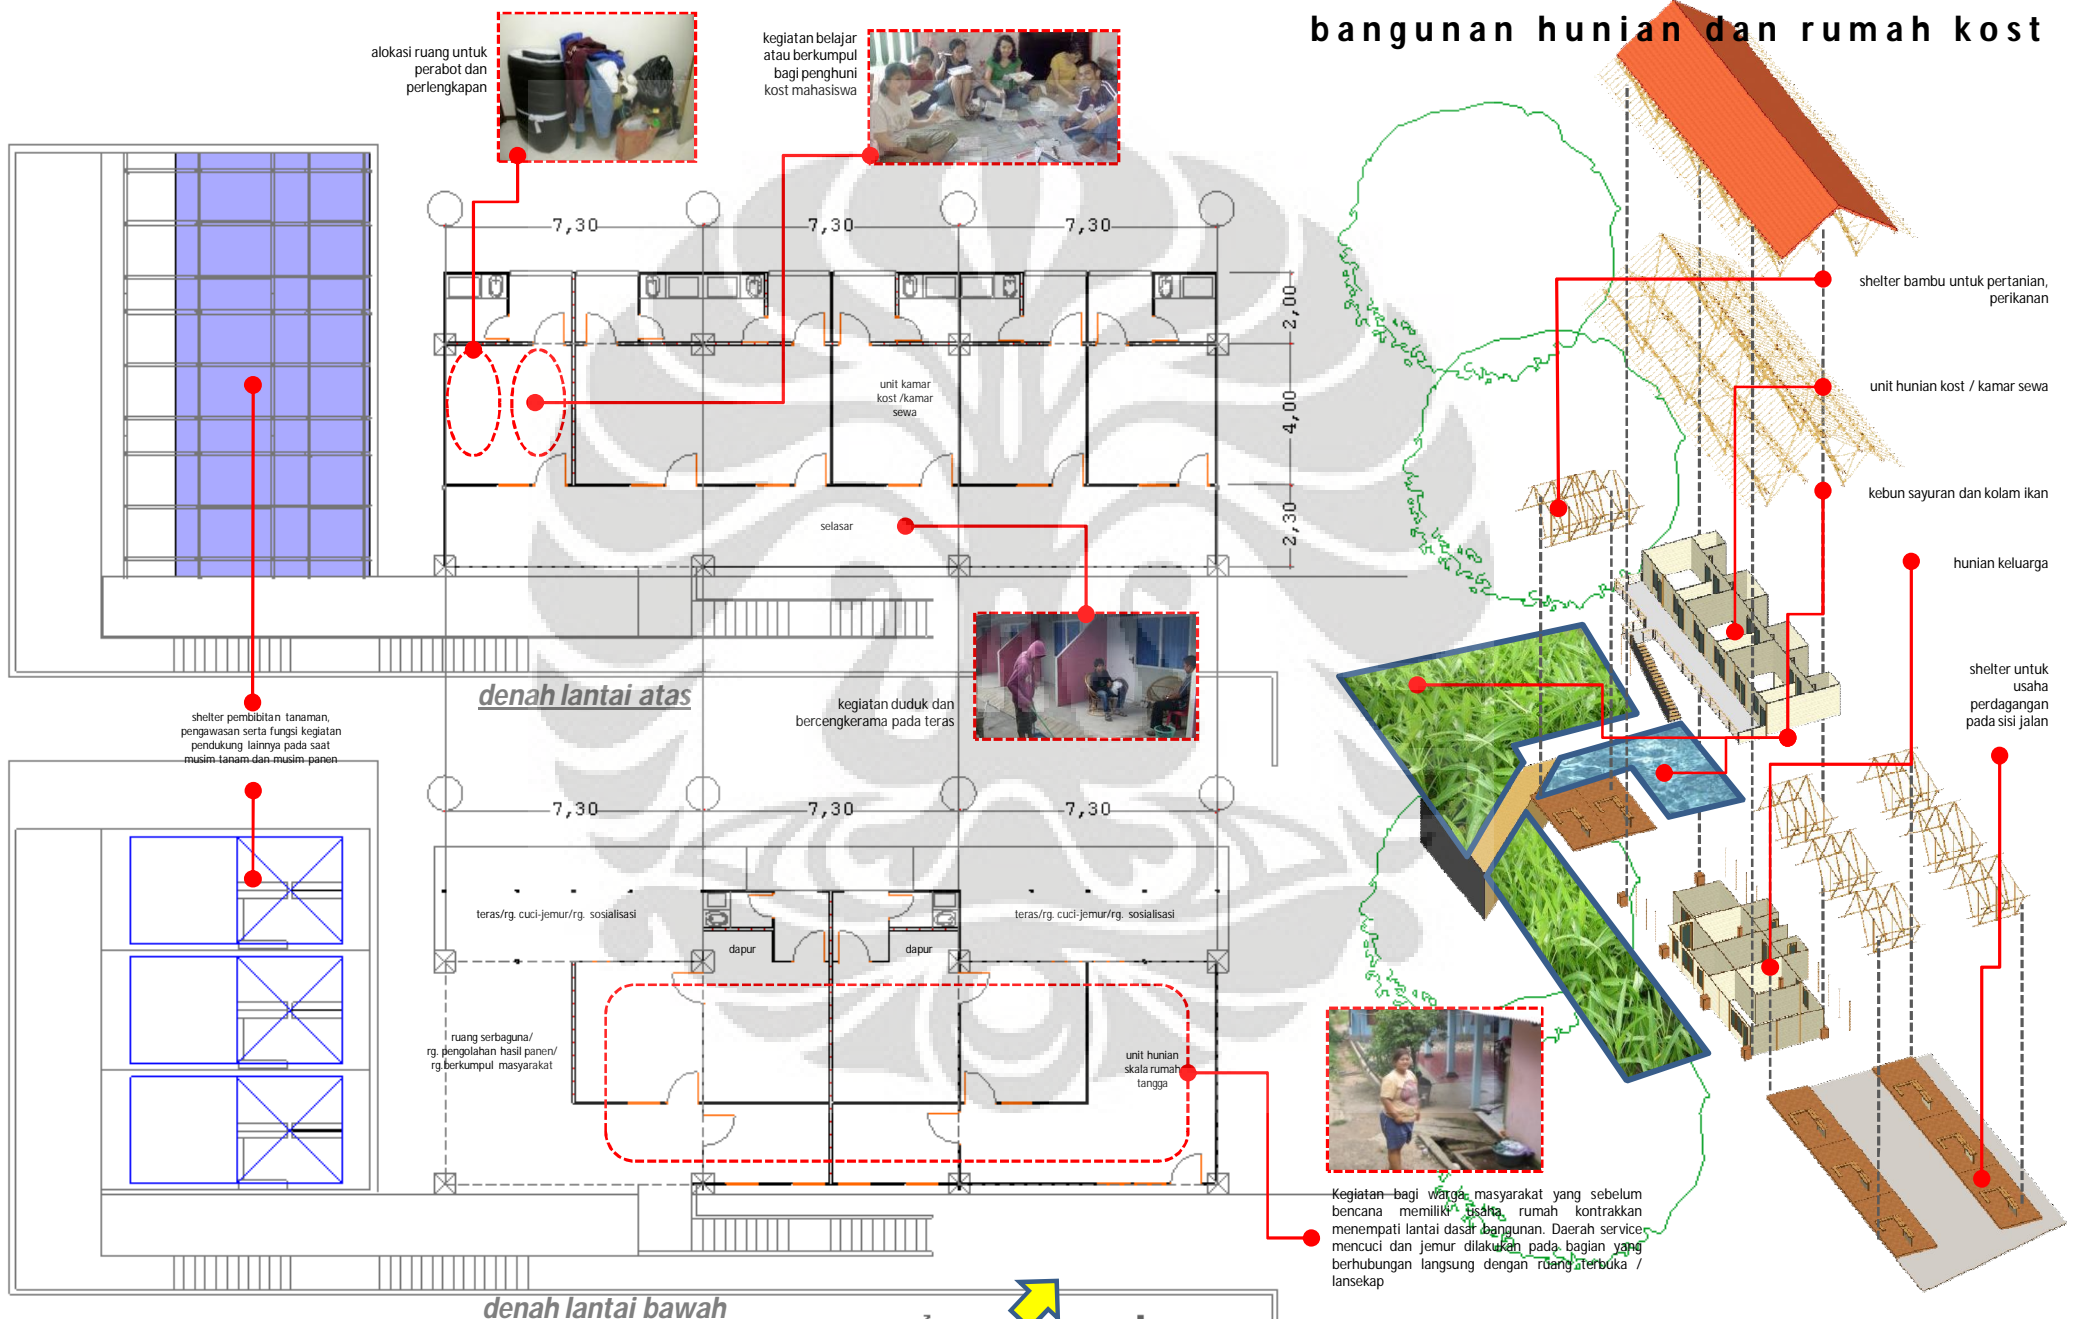 bangunan hunian dan rumah kost
alokasi ruang untuk
perabot dan
perlengkapan
kegiatan belajar
atau berkumpul
bagi penghuni
kost mahasiswa
7,30
7,30
7,30
2,00
4,00
2,30
unit kamar
kost /kamar
sewa
selasar
denah lantai atas
kegiatan duduk dan
bercengkerama pada teras
shelter pembibitan tanaman,
pengawasan serta fungsi kegiatan
pendukung lainnya pada saat
musim tanam dan musim panen
shelter bambu untuk pertanian,
perikanan
unit hunian kost / kamar sewa
kebun sayuran dan kolam ikan
hunian keluarga
shelter untuk
usaha
perdagangan
pada sisi jalan
7,30
7,30
7,30
teras/rg. cuci-jemur/rg. sosialisasi
teras/rg. cuci-jemur/rg. sosialisasi
dapur
dapur
ruang serbaguna/
rg. pengolahan hasil panen/
rg.berkumpul masyarakat
unit hunian
skala rumah
tangga
Kegiatan bagi warga masyarakat yang sebelum
bencana memiliki usaha rumah kontrakkan
menempati lantai dasar bangunan. Daerah service
mencuci dan jemur dilakukan pada bagian yang
berhubungan langsung dengan ruang terbuka /
lansekap
denah lantai bawah